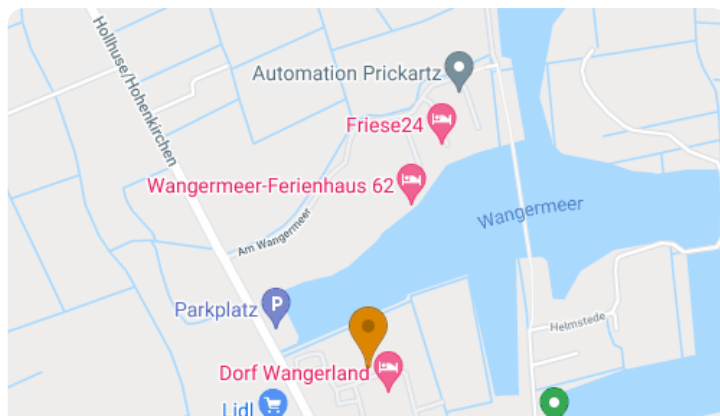 Hollhuse/Hohenkirchen
Automation Prickartz
Friese24
Wangermeer-Ferienhaus 62
Wangermeer
Am Wangermeer
Parkplatz
P
Helmstede
Dorf Wangerland
Lidl